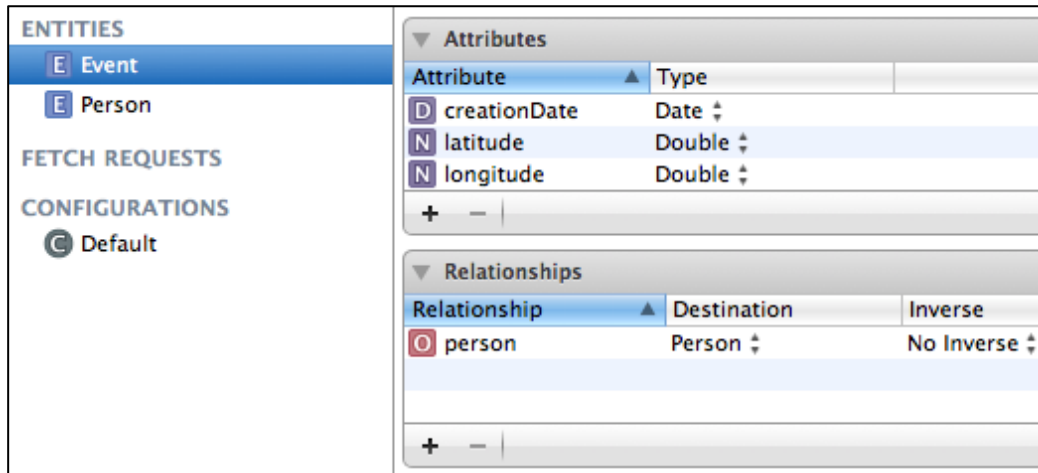 ENTITIES
E Event
E Person
FETCH REQUESTS
CONFIGURATIONS
C Default
Attributes
Attribute Type
D creationDate Date
N latitude Double
N longitude Double
+ −
Relationships
Relationship Destination Inverse
O person Person No Inverse
+ −